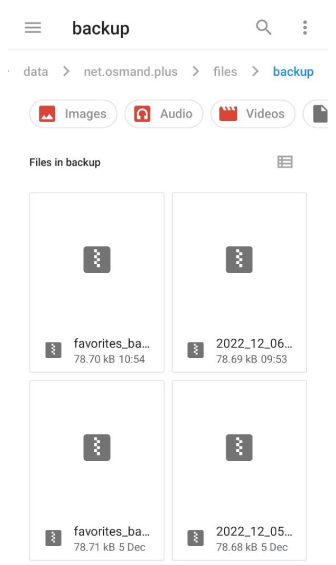 backup
data > net.osmand.plus > files > backup
Images Audio Videos
Files in backup
favorites_ba... 2022_12_06...
78.70 kB 10:54 78.69 kB 09:53
favorites_ba... 2022_12_05...
78.71 kB 5 Dec 78.68 kB 5 Dec